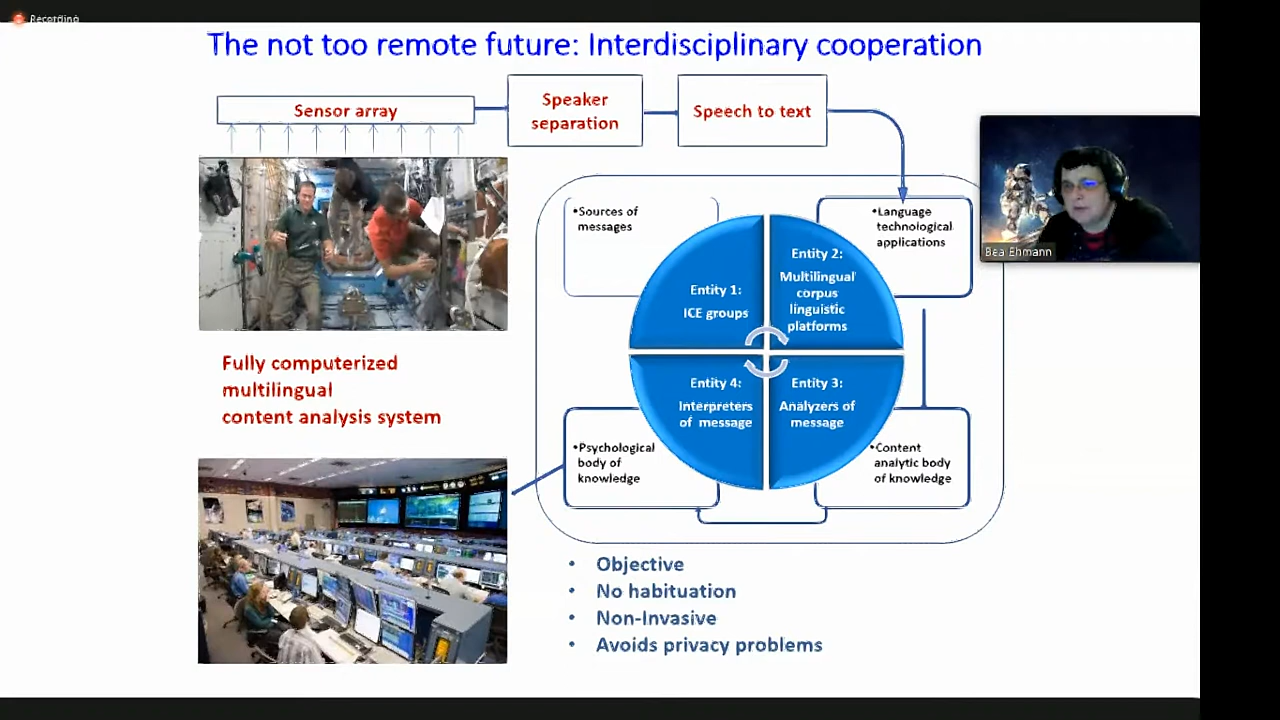 Recording
The not too remote future: Interdisciplinary cooperation
Sensor array
Speaker
separation
Speech to text
•Sources of
messages
•Language
technological
applications
Bea Ehmann
Entity 1:
ICE groups
Entity 2:
Multilingual
corpus
linguistic
platforms
Fully computerized
multilingual
content analysis system
Entity 4:
Interpreters
of message
Entity 3:
Analyzers of
message
•Psychological
body of
knowledge
•Content
analytic body
of knowledge
• Objective
• No habituation
• Non-Invasive
• Avoids privacy problems